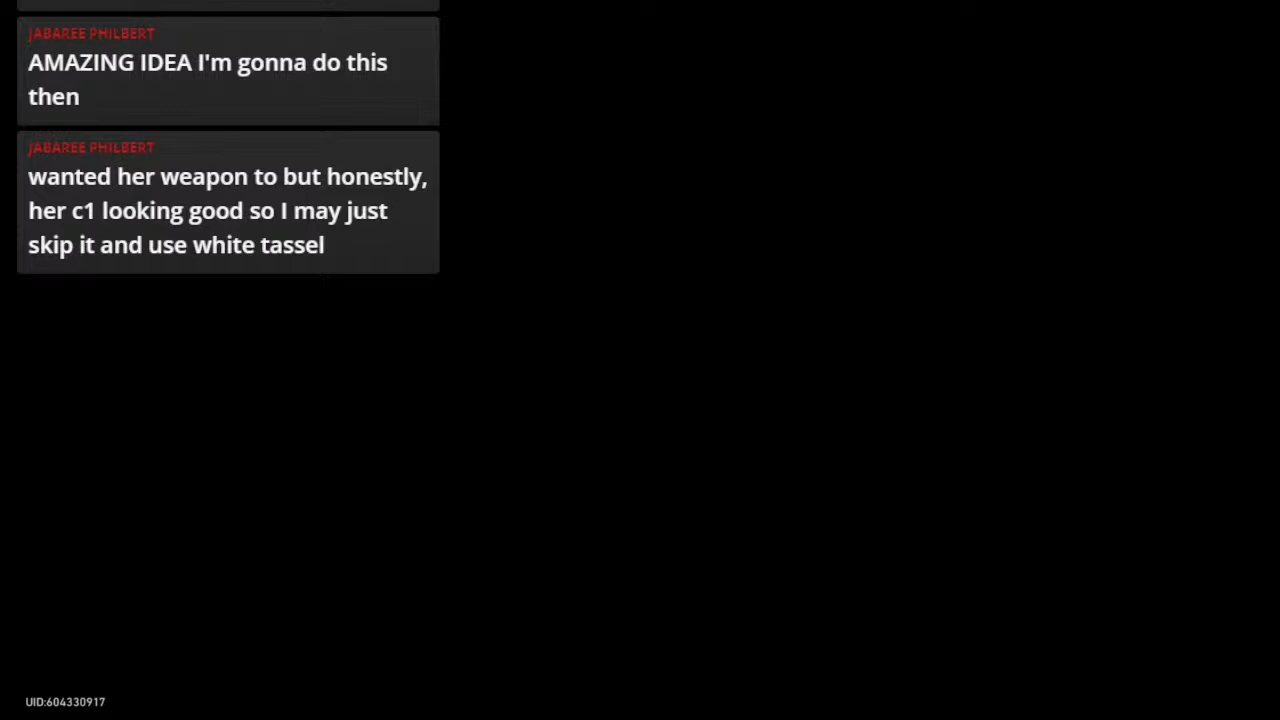 JABAREE PHILBERT
AMAZING IDEA I'm gonna do this
then
JABAREE PHILBERT
wanted her weapon to but honestly,
her c1 looking good so I may just
skip it and use white tassel
UID:604330917